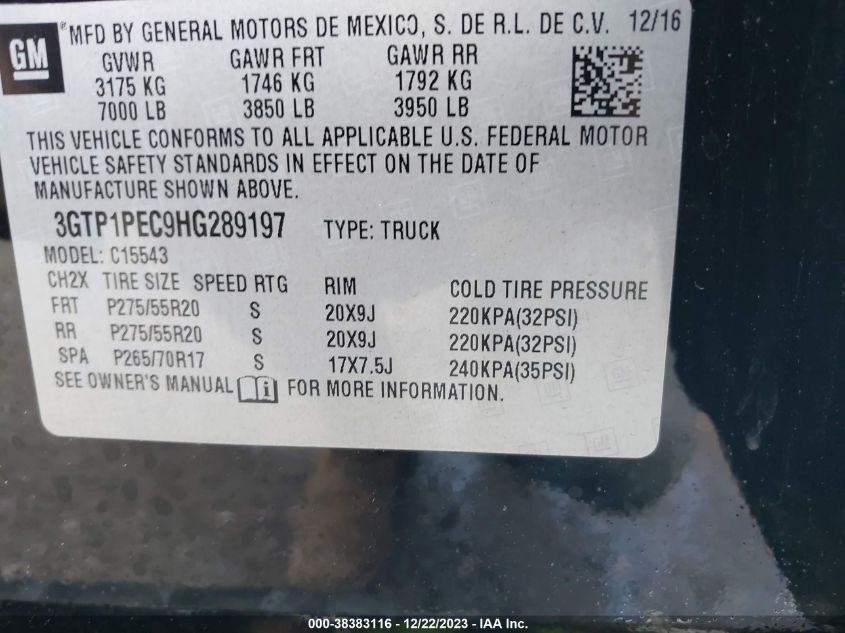 GM
®MFD BY GENERAL MOTORS DE MEXICO, S. DE R.L. DE C.V. 12/16
GVWR GAWR FRT GAWR RR
3175 KG 1746 KG 1792 KG
7000 LB 3850 LB 3950 LB
THIS VEHICLE CONFORMS TO ALL APPLICABLE U.S. FEDERAL MOTOR
VEHICLE SAFETY STANDARDS IN EFFECT ON THE DATE OF
MANUFACTURE SHOWN ABOVE.
3GTP1PEC9HG289197 TYPE: TRUCK
MODEL: C15543
CH2X TIRE SIZE SPEED RTG RIM COLD TIRE PRESSURE
FRT P275/55R20 S 20X9J 220KPA(32PSI)
RR P275/55R20 S 20X9J 220KPA(32PSI)
SPA P265/70R17 S 17X7.5J 240KPA(35PSI)
SEE OWNER'S MANUAL i FOR MORE INFORMATION.
000-38383116 - 12/22/2023 - IAA Inc.